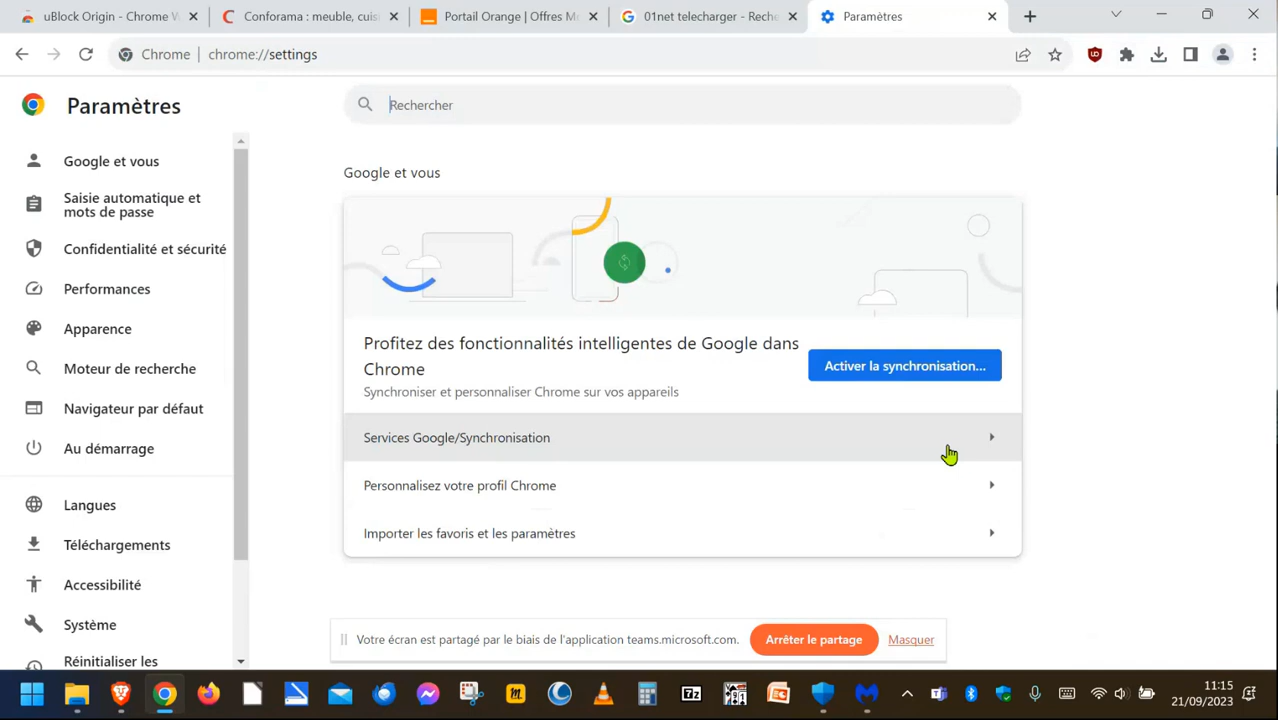 uBlock Origin - Chrome W
Conforama : meuble, cuis
Portail Orange | Offres Mo
01net telecharger - Reche
Paramètres
Chrome
chrome://settings
Paramètres
Rechercher
Google et vous
Saisie automatique et
mots de passe
Confidentialité et sécurité
Performances
Apparence
Moteur de recherche
Navigateur par défaut
Au démarrage
Langues
Téléchargements
Accessibilité
Système
Réinitialiser les
Google et vous
Profitez des fonctionnalités intelligentes de Google dans
Chrome
Synchroniser et personnaliser Chrome sur vos appareils
Activer la synchronisation...
Services Google/Synchronisation
Personnalisez votre profil Chrome
Importer les favoris et les paramètres
Votre écran est partagé par le biais de l'application teams.microsoft.com.
Arrêter le partage
Masquer
11:15
21/09/2023